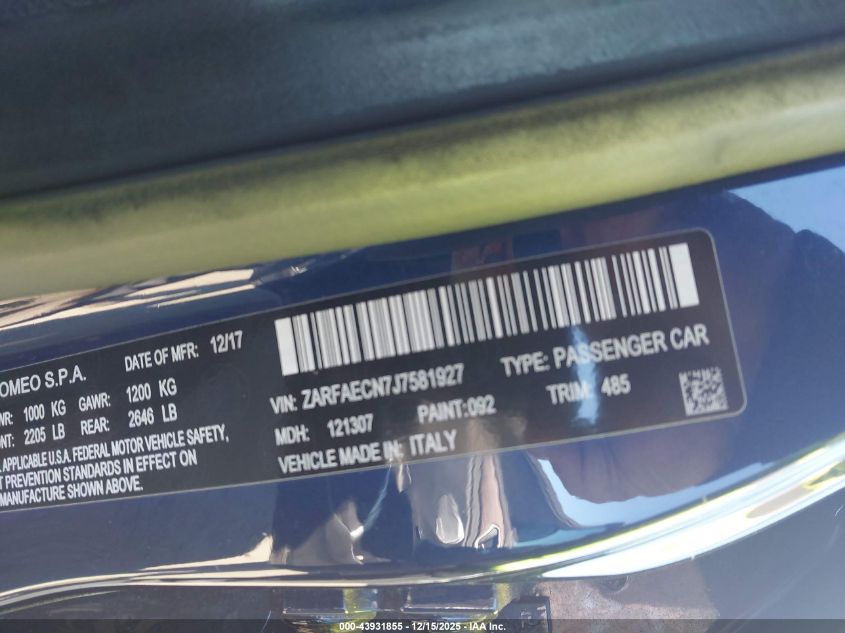 OMEO S.P.A.
DATE OF MFR: 12/17
WR: 1000 KG GAWR: 1200 KG
NT: 2205 LB REAR: 2646 LB
APPLICABLE U.S.A. FEDERAL MOTOR VEHICLE SAFETY,
T PREVENTION STANDARDS IN EFFECT ON
MANUFACTURE SHOWN ABOVE.
VIN: ZARFAECN7J7581927
TYPE: PASSENGER CAR
MDH: 121307 PAINT:092 TRIM: 485
VEHICLE MADE IN: ITALY
000-43931855 - 12/15/2025 - IAA Inc.